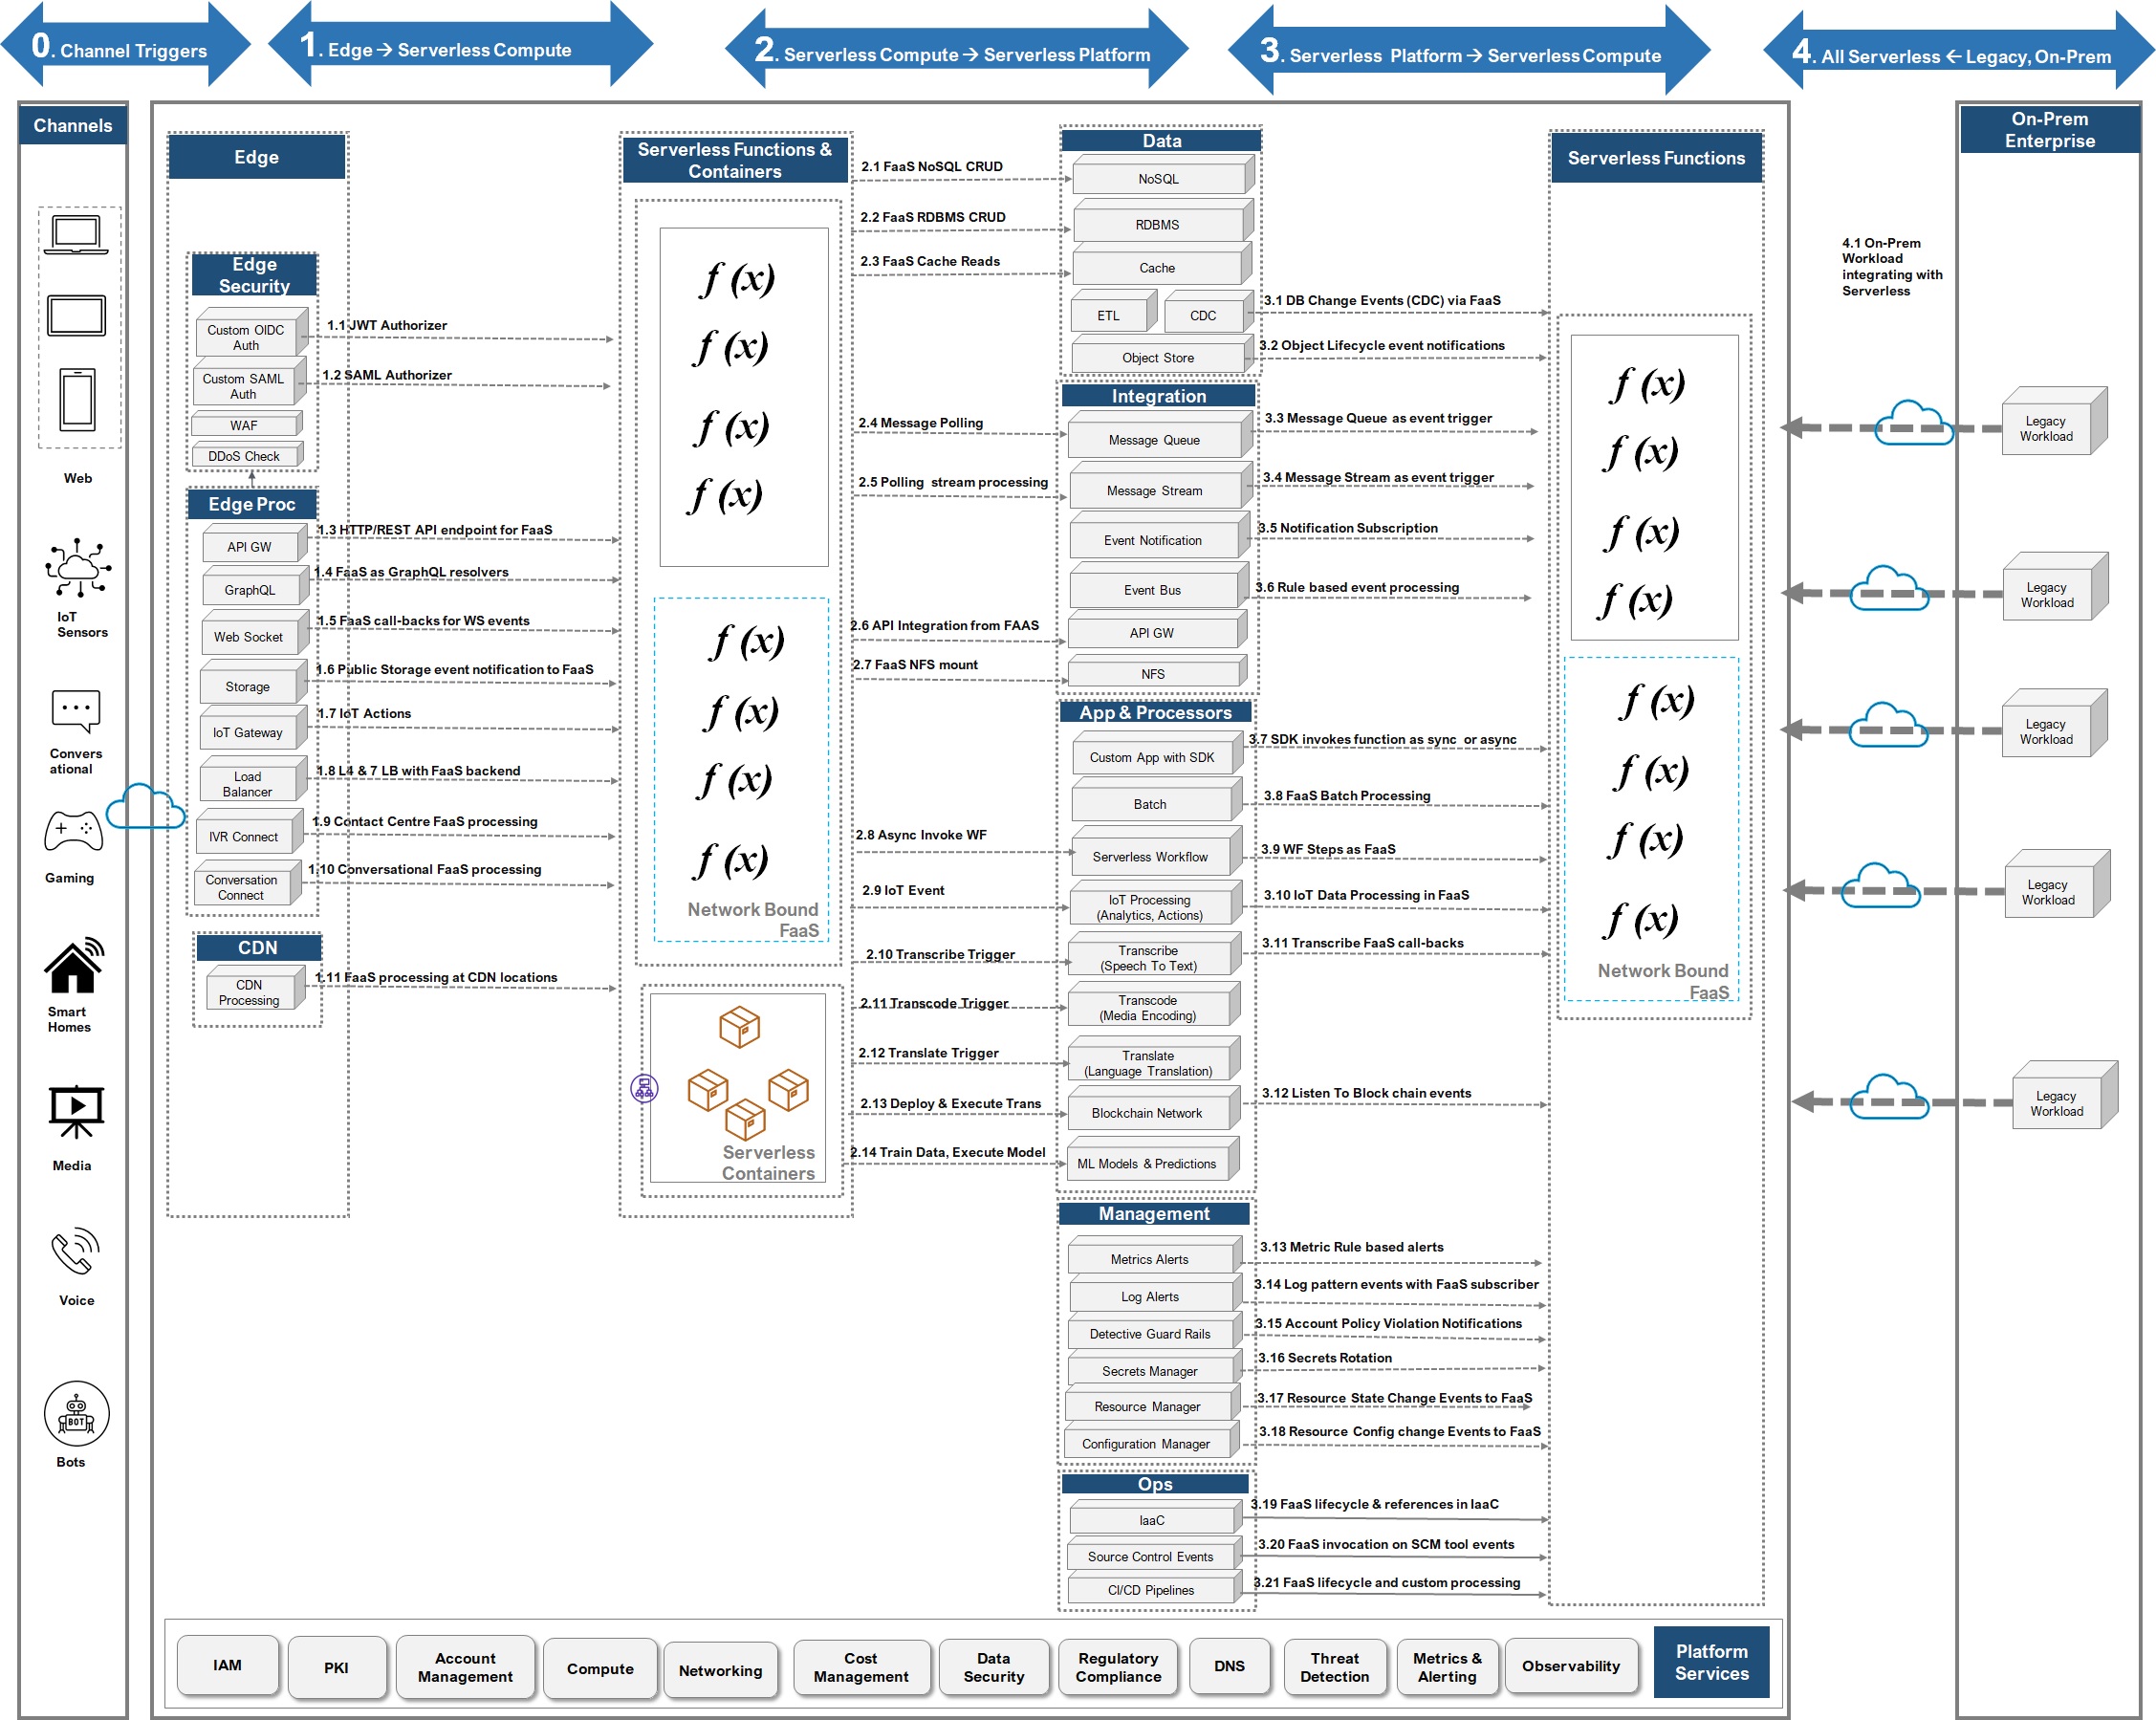 0. Channel Triggers
1. Edge → Serverless Compute
2. Serverless Compute → Serverless Platform
3. Serverless Platform → Serverless Compute
4. All Serverless ← Legacy, On-Prem
Channels
Web
IoT
Sensors
Convers
ational
Gaming
Smart
Homes
Media
Voice
BOT
Bots
Edge
Edge
Security
Custom OIDC
Auth
Custom SAML
Auth
WAF
DDoS Check
Edge Proc
API GW
GraphQL
Web Socket
Storage
IoT Gateway
Load
Balancer
IVR Connect
Conversation
Connect
CDN
CDN
Processing
1.1 JWT Authorizer
1.2 SAML Authorizer
1.3 HTTP/REST API endpoint for FaaS
1.4 FaaS as GraphQL resolvers
1.5 FaaS call-backs for WS events
1.6 Public Storage event notification to FaaS
1.7 IoT Actions
1.8 L4 & 7 LB with FaaS backend
1.9 Contact Centre FaaS processing
1.10 Conversational FaaS processing
1.11 FaaS processing at CDN locations
Serverless Functions &
Containers
f (x)
f (x)
f (x)
f (x)
f (x)
f (x)
f (x)
f (x)
Network Bound
FaaS
Serverless
Containers
2.1 FaaS NoSQL CRUD
2.2 FaaS RDBMS CRUD
2.3 FaaS Cache Reads
2.4 Message Polling
2.5 Polling stream processing
2.6 API Integration from FAAS
2.7 FaaS NFS mount
2.8 Async Invoke WF
2.9 IoT Event
2.10 Transcribe Trigger
2.11 Transcode Trigger
2.12 Translate Trigger
2.13 Deploy & Execute Trans
2.14 Train Data, Execute Model
Data
NoSQL
RDBMS
Cache
ETL
CDC
Object Store
Integration
Message Queue
Message Stream
Event Notification
Event Bus
API GW
NFS
App & Processors
Custom App with SDK
Batch
Serverless Workflow
IoT Processing
(Analytics, Actions)
Transcribe
(Speech To Text)
Transcode
(Media Encoding)
Translate
(Language Translation)
Blockchain Network
ML Models & Predictions
Management
Metrics Alerts
Log Alerts
Detective Guard Rails
Secrets Manager
Resource Manager
Configuration Manager
Ops
IaaC
Source Control Events
CI/CD Pipelines
3.1 DB Change Events (CDC) via FaaS
3.2 Object Lifecycle event notifications
3.3 Message Queue as event trigger
3.4 Message Stream as event trigger
3.5 Notification Subscription
3.6 Rule based event processing
3.7 SDK invokes function as sync or async
3.8 FaaS Batch Processing
3.9 WF Steps as FaaS
3.10 IoT Data Processing in FaaS
3.11 Transcribe FaaS call-backs
3.12 Listen To Block chain events
3.13 Metric Rule based alerts
3.14 Log pattern events with FaaS subscriber
3.15 Account Policy Violation Notifications
3.16 Secrets Rotation
3.17 Resource State Change Events to FaaS
3.18 Resource Config change Events to FaaS
3.19 FaaS lifecycle & references in IaaC
3.20 FaaS invocation on SCM tool events
3.21 FaaS lifecycle and custom processing
Serverless Functions
f (x)
f (x)
f (x)
f (x)
f (x)
f (x)
f (x)
f (x)
Network Bound
FaaS
4.1 On-Prem
Workload
integrating with
Serverless
On-Prem
Enterprise
Legacy
Workload
Legacy
Workload
Legacy
Workload
Legacy
Workload
Legacy
Workload
IAM
PKI
Account
Management
Compute
Networking
Cost
Management
Data
Security
Regulatory
Compliance
DNS
Threat
Detection
Metrics &
Alerting
Observability
Platform
Services